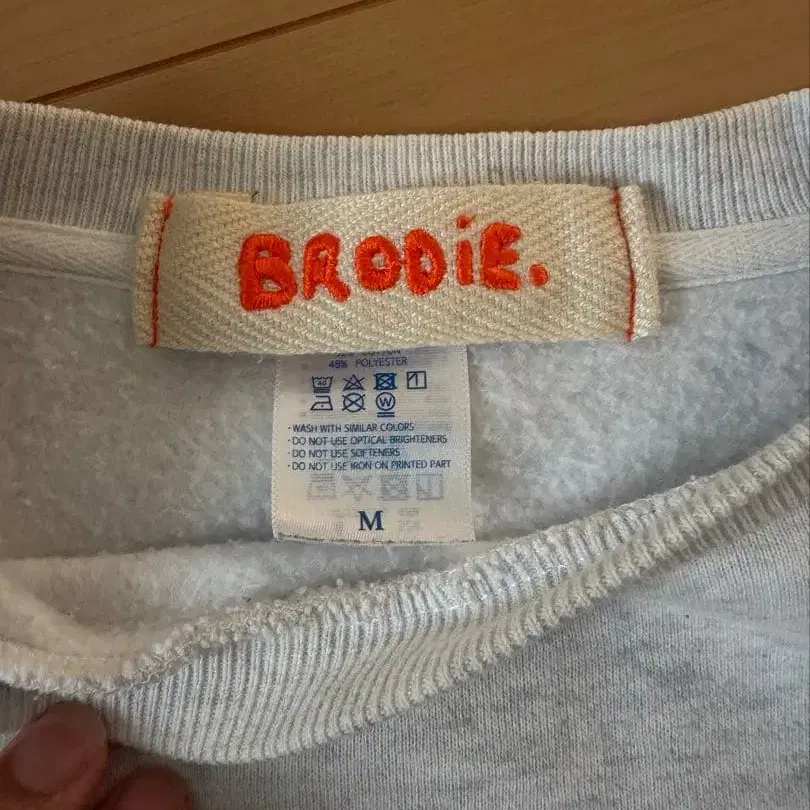 BRODiE.
48% POLYESTER
40
W
• WASH WITH SIMILAR COLORS
• DO NOT USE OPTICAL BRIGHTENERS
• DO NOT USE SOFTENERS
• DO NOT USE IRON ON PRINTED PART
M